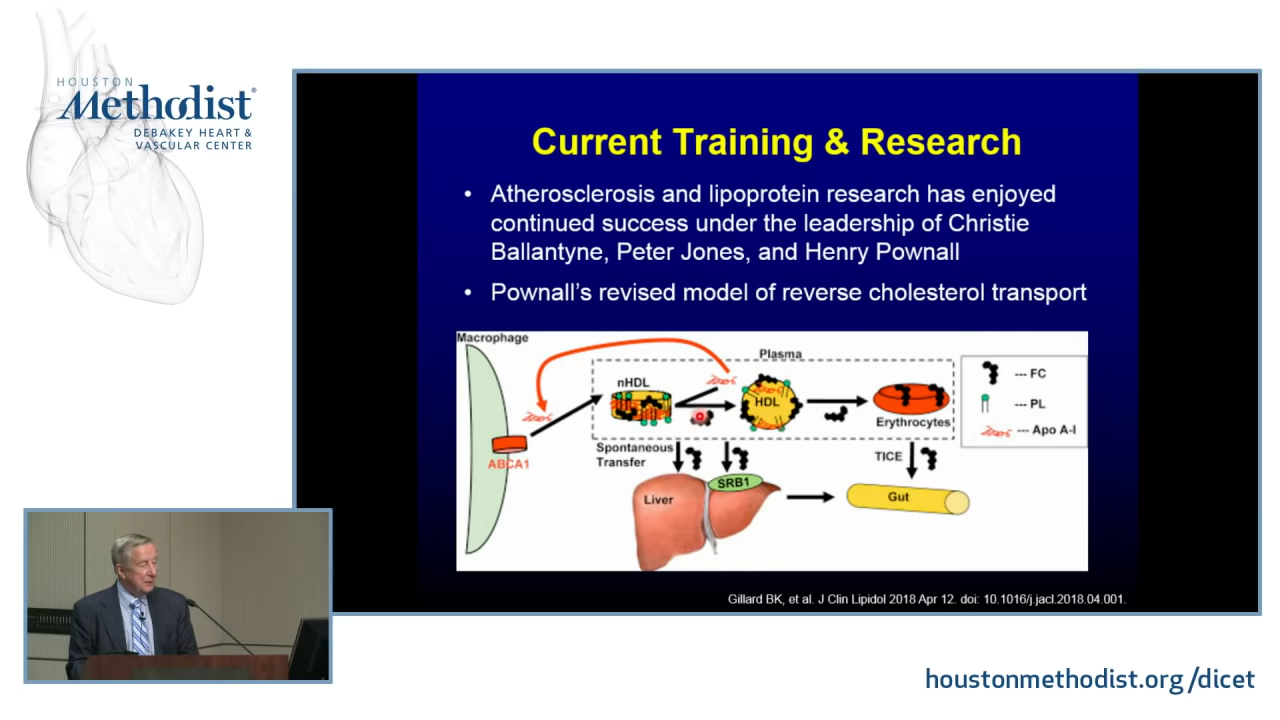 HOUSTON
Methodist®
DEBAKEY HEART &
VASCULAR CENTER
Current Training & Research
• Atherosclerosis and lipoprotein research has enjoyed
continued success under the leadership of Christie
Ballantyne, Peter Jones, and Henry Pownall
• Pownall's revised model of reverse cholesterol transport
Macrophage
Plasma
nHDL
HDL
Erythrocytes
--- FC
--- PL
--- Apo A-I
ABCA1
Spontaneous
Transfer
TICE
Liver
SRB1
Gut
Gillard BK, et al. J Clin Lipidol 2018 Apr 12. doi: 10.1016/j.jacl.2018.04.001.
houstonmethodist.org/dicet